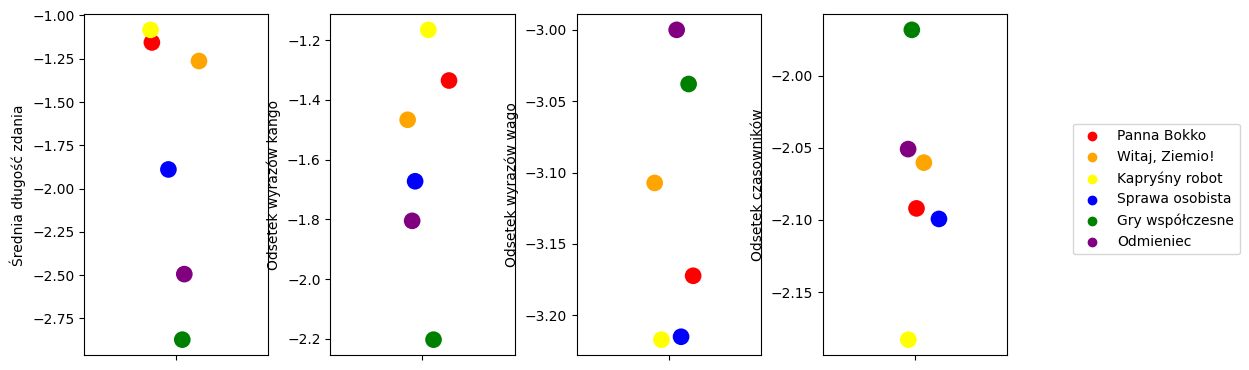 Średnia długość zdania
−1.00
−1.25
−1.50
−1.75
−2.00
−2.25
−2.50
−2.75
Odsetek wyrazów kango
−1.2
−1.4
−1.6
−1.8
−2.0
−2.2
Odsetek wyrazów wago
−3.00
−3.05
−3.10
−3.15
−3.20
Odsetek czasowników
−2.00
−2.05
−2.10
−2.15
Panna Bokko
Witaj, Ziemio!
Kapryśny robot
Sprawa osobista
Gry współczesne
Odmieniec